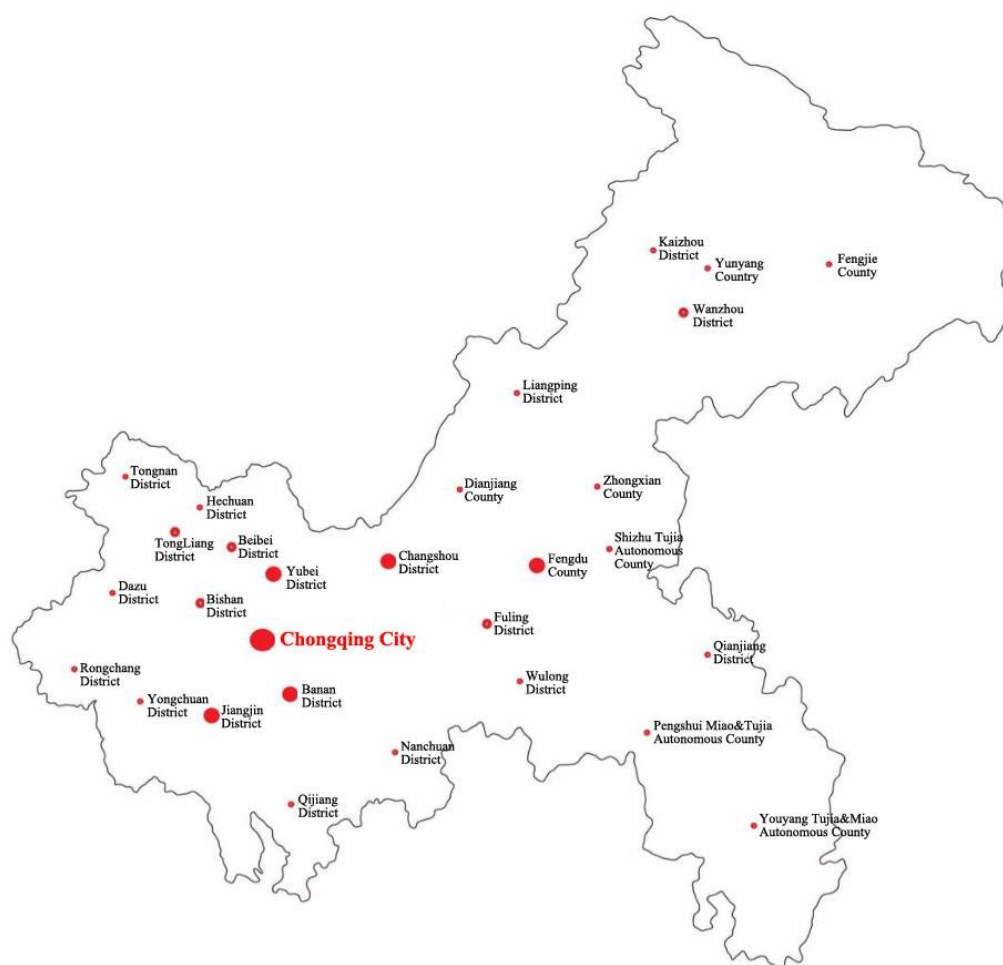 Kaizhou
District
Yunyang
Country
Fengjie
County
Wanzhou
District
Liangping
District
Tongnan
District
Hechuan
District
Dianjiang
County
Zhongxian
County
TongLiang
District
Beibei
District
Changshou
District
Shizhu Tujia
Autonomous
County
Yubei
District
Fengdu
County
Dazu
District
Bishan
District
Fuling
District
Chongqing City
Qianjiang
District
Rongchang
District
Wulong
District
Banan
District
Yongchuan
District
Jiangjin
District
Pengshui Miao&Tujia
Autonomous County
Nanchuan
District
Qijiang
District
Youyang Tujia&Miao
Autonomous County